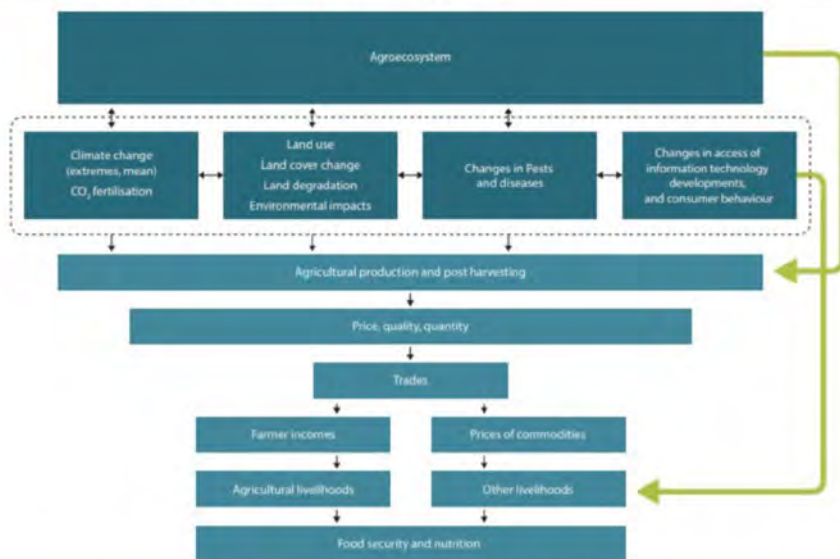 Agroecosystem
Climate change
(extremes, mean)
CO₂ fertilisation
Land use
Land cover change
Land degradation
Environmental impacts
Changes in Pests
and diseases
Changes in access of
information technology
developments,
and consumer behaviour
Agricultural production and post harvesting
Price, quality, quantity
Trades
Farmer incomes
Prices of commodities
Agricultural livelihoods
Other livelihoods
Food security and nutrition